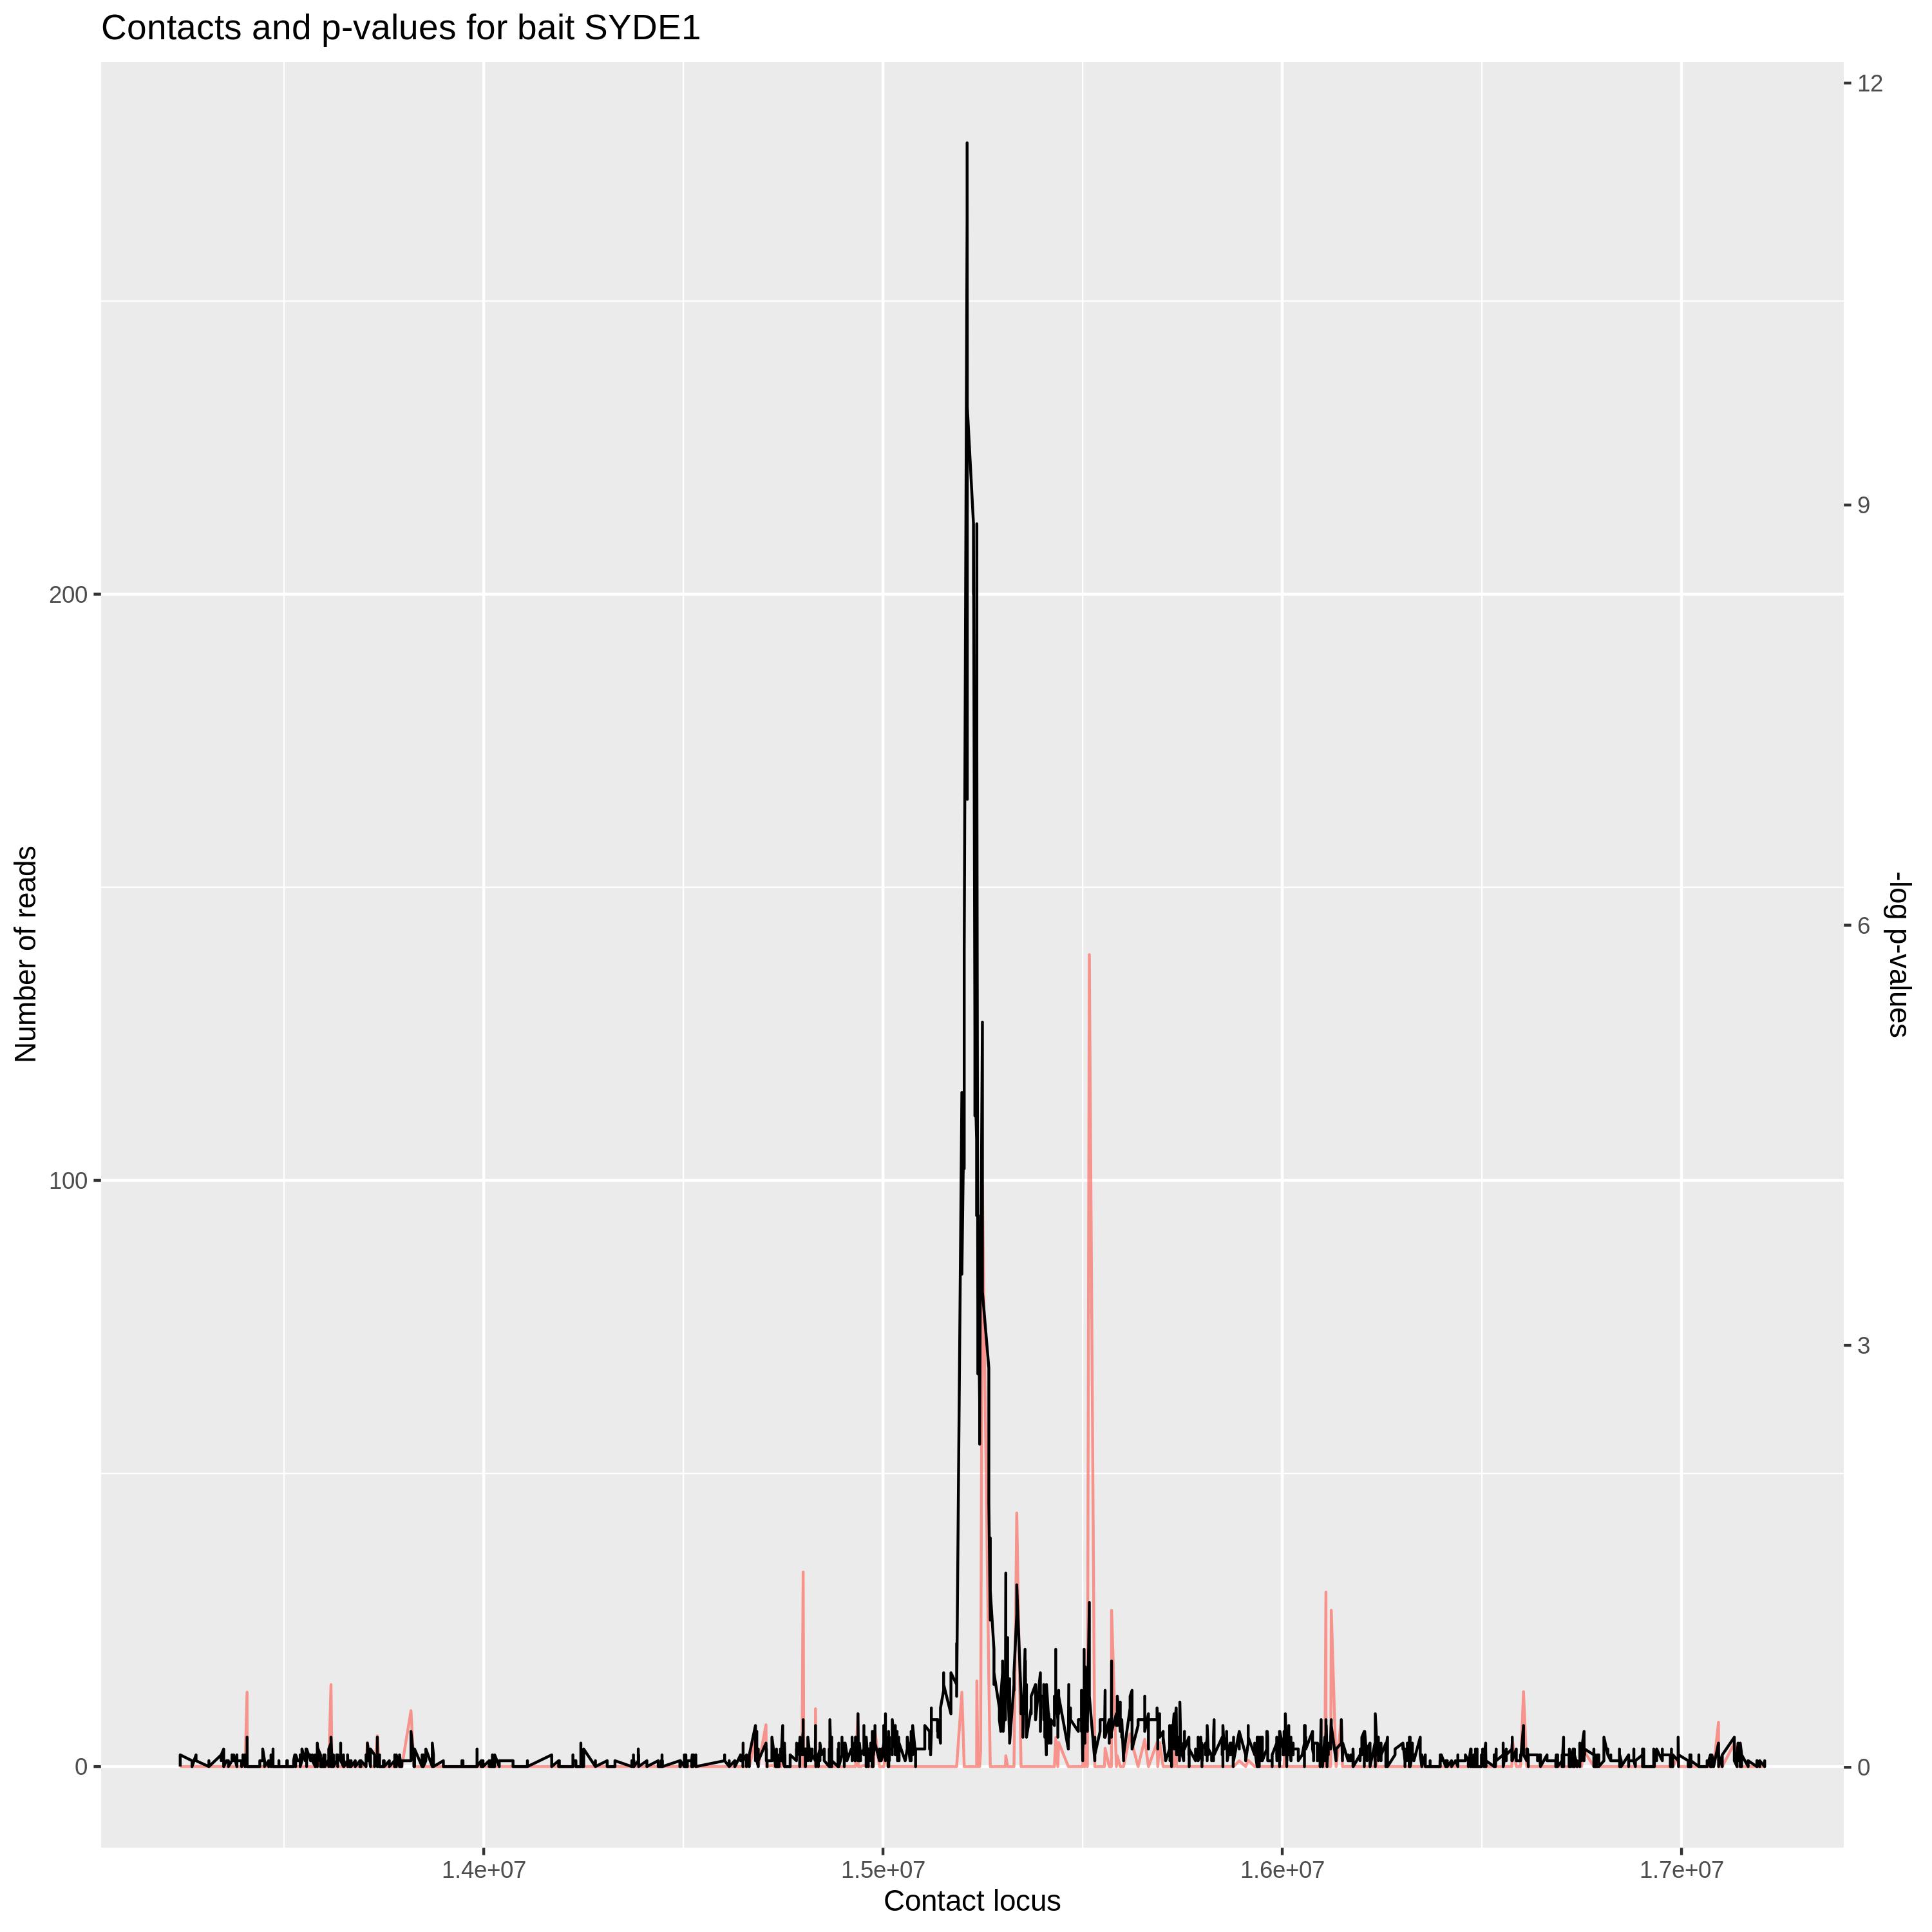 Contacts and p-values for bait SYDE1
12
9
200
6
Number of reads
-log p-values
100
3
0
0
1.4e+07
1.5e+07
1.6e+07
1.7e+07
Contact locus